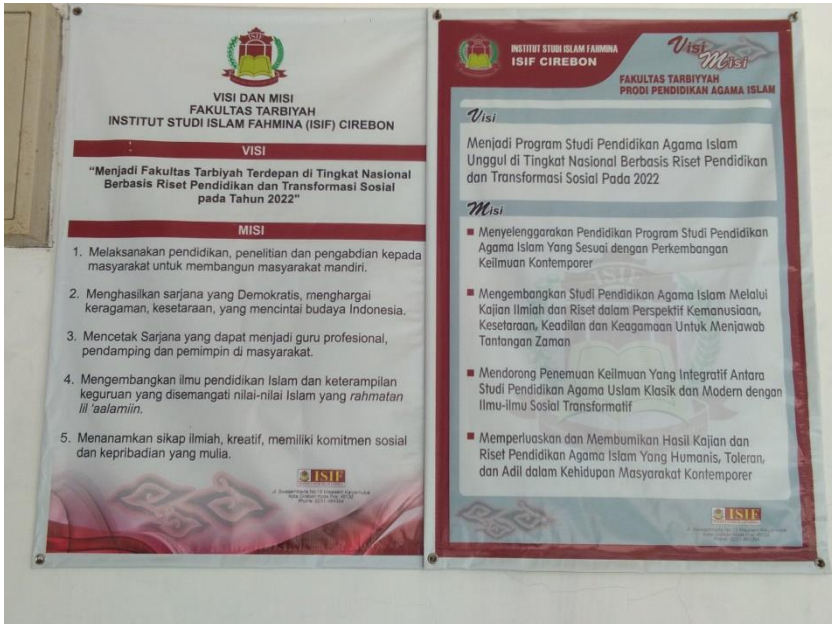 VISI DAN MISI
FAKULTAS TARBIYAH
INSTITUT STUDI ISLAM FAHMINA (ISIF) CIREBON
VISI
"Menjadi Fakultas Tarbiyah Terdepan di Tingkat Nasional
Berbasis Riset Pendidikan dan Transformasi Sosial
pada Tahun 2022"
MISI
1. Melaksanakan pendidikan, penelitian dan pengabdian kepada
masyarakat untuk membangun masyarakat mandiri.
2. Menghasilkan sarjana yang Demokratis, menghargai
keragaman, kesetaraan, yang mencintai budaya Indonesia.
3. Mencetak Sarjana yang dapat menjadi guru profesional,
pendamping dan pemimpin di masyarakat.
4. Mengembangkan ilmu pendidikan Islam dan keterampilan
keguruan yang disemangati nilai-nilai Islam yang rahmatan
lil 'aalamiin.
5. Menanamkan sikap ilmiah, kreatif, memiliki komitmen sosial
dan kepribadian yang mulia.
ISIF
INSTITUT STUDI ISLAM FAHMINA
ISIF CIREBON
Visi
Misi
FAKULTAS TARBIYYAH
PRODI PENDIDIKAN AGAMA ISLAM
Visi
Menjadi Program Studi Pendidikan Agama Islam
Unggul di Tingkat Nasional Berbasis Riset Pendidikan
dan Transformasi Sosial Pada 2022
Misi
Menyelenggarakan Pendidikan Program Studi Pendidikan
Agama Islam Yang Sesuai dengan Perkembangan
Keilmuan Kontemporer
Mengembangkan Studi Pendidikan Agama Islam Melalui
Kajian Ilmiah dan Riset dalam Perspektif Kemanusiaan,
Kesetaraan, Keadilan dan Keagamaan Untuk Menjawab
Tantangan Zaman
Mendorong Penemuan Keilmuan Yang Integratif Antara
Studi Pendidikan Agama Uslam Klasik dan Modern dengan
Ilmu-ilmu Sosial Transformatif
Memperluaskan dan Membumikan Hasil Kajian dan
Riset Pendidikan Agama Islam Yang Humanis, Toleran,
dan Adil dalam Kehidupan Masyarakat Kontemporer
ISIF